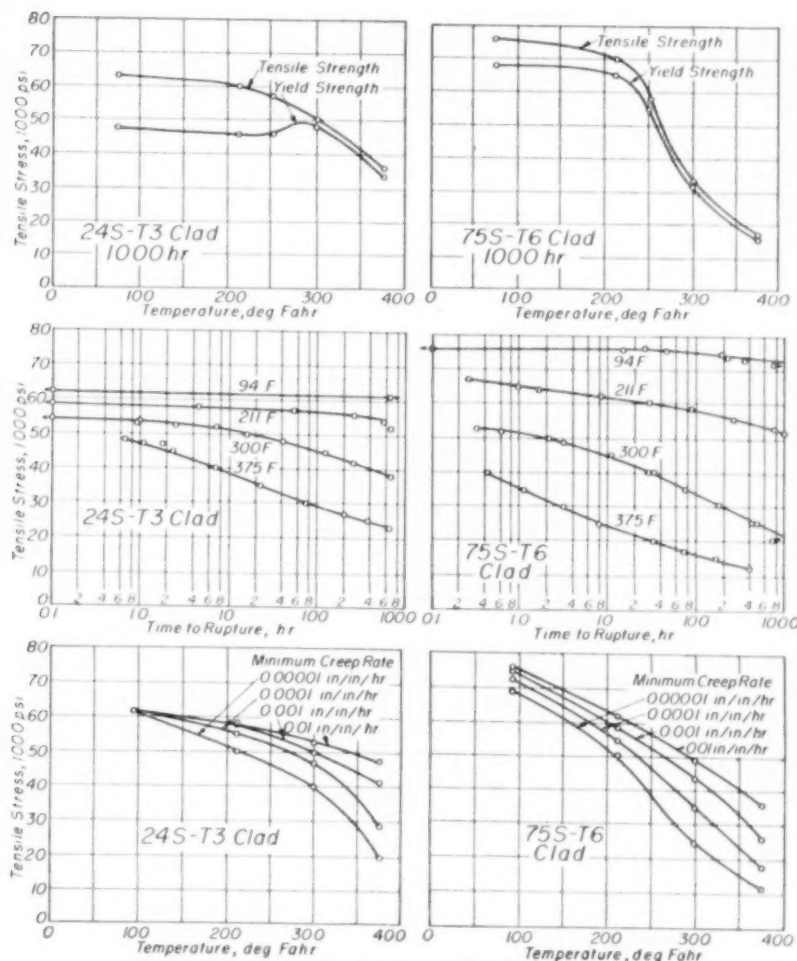 80
70
60
50
40
30
20
10
0
Tensile Stress, 1000 psi
Tensile Strength
Yield Strength
24S-T3 Clad
1000 hr
0 100 200 300 400
Temperature, deg Fahr
Tensile Strength
Yield Strength
75S-T6 Clad
1000 hr
0 100 200 300 400
Temperature, deg Fahr
80
70
60
50
40
30
20
10
0
Tensile Stress, 1000 psi
94 F
211 F
300 F
375 F
24S-T3 Clad
2 4 6 8 2 4 6 8 2 4 6 8 2 4 6 8
01 10 10 100 1000
Time to Rupture, hr
94 F
211 F
300 F
375 F
75S-T6
Clad
2 4 6 8 2 4 6 8 2 4 6 8 2 4 6 8
01 10 10 100 1000
Time to Rupture, hr
80
70
60
50
40
30
20
10
0
Tensile Stress, 1000 psi
Minimum Creep Rate
0.00001 in/in/hr
0.0001 in/in/hr
0.001 in/in/hr
0.01 in/in/hr
24S-T3 Clad
0 100 200 300 400
Temperature, deg Fahr
Minimum Creep Rate
0.00001 in/in/hr
0.0001 in/in/hr
0.001 in/in/hr
0.01 in/in/hr
75S-T6
Clad
0 100 200 300 400
Temperature, deg Fahr